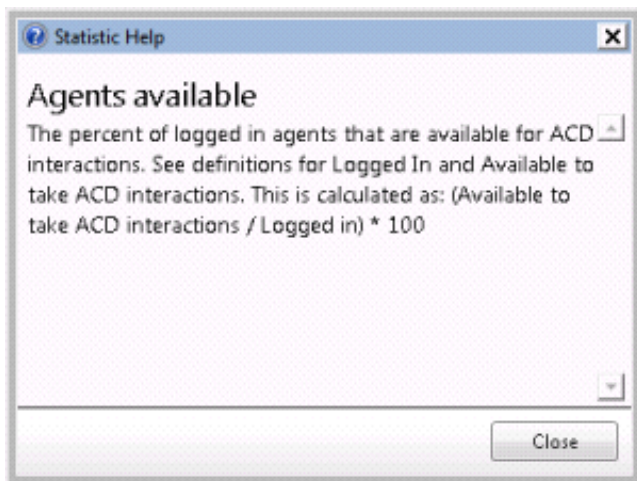 Statistic Help
Agents available
The percent of logged in agents that are available for ACD
interactions. See definitions for Logged In and Available to
take ACD interactions. This is calculated as: (Available to
take ACD interactions / Logged in) * 100
Close